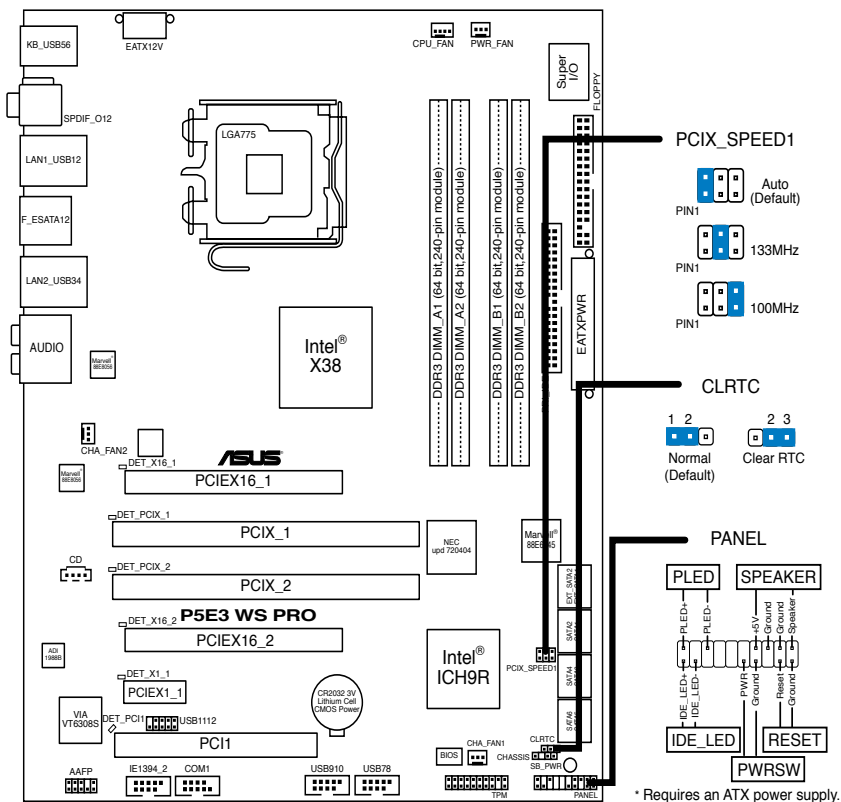 KB_USB56
EATX12V
CPU_FAN
PWR_FAN
Super
I/O
FLOPPY
SPDIF_O12
LGA775
LAN1_USB12
F_ESATA12
LAN2_USB34
AUDIO
Marvell®
88E8056
Intel®
X38
DDR3 DIMM_A1 (64 bit,240-pin module)
DDR3 DIMM_A2 (64 bit,240-pin module)
DDR3 DIMM_B1 (64 bit,240-pin module)
DDR3 DIMM_B2 (64 bit,240-pin module)
EATXPWR
PCIX_SPEED1
Auto
(Default)
PIN1
133MHz
PIN1
100MHz
PIN1
CLRTC
1 2
2 3
Normal
(Default)
Clear RTC
CHA_FAN2
ASUS
DET_X16_1
PCIEX16_1
Marvell®
88E8056
DET_PCIX_1
PCIX_1
NEC
upd 720404
Marvell®
CD
DET_PCIX_2
PCIX_2
EXT_SATA2
P5E3 WS PRO
DET_X16_2
PCIEX16_2
SATA2
ADI
1988B
Intel®
ICH9R
PCIX_SPEED1
SATA4
DET_X1_1
PCIEX1_1
CR2032 3V
Lithium Cell
CMOS Power
SATA6
VIA
VT6308S
DET_PCI1
USB1112
PCI1
CLRTC
CHASSIS
SB_PWR
BIOS
CHA_FAN1
AAFP
IE1394_2
COM1
USB910
USB78
TPM
PANEL
PANEL
PLED
SPEAKER
PLED+
PLED-
+5V
Ground
Ground
Speaker
IDE_LED+
IDE_LED-
PWR
Ground
Reset
Ground
IDE_LED
RESET
PWRSW
* Requires an ATX power supply.